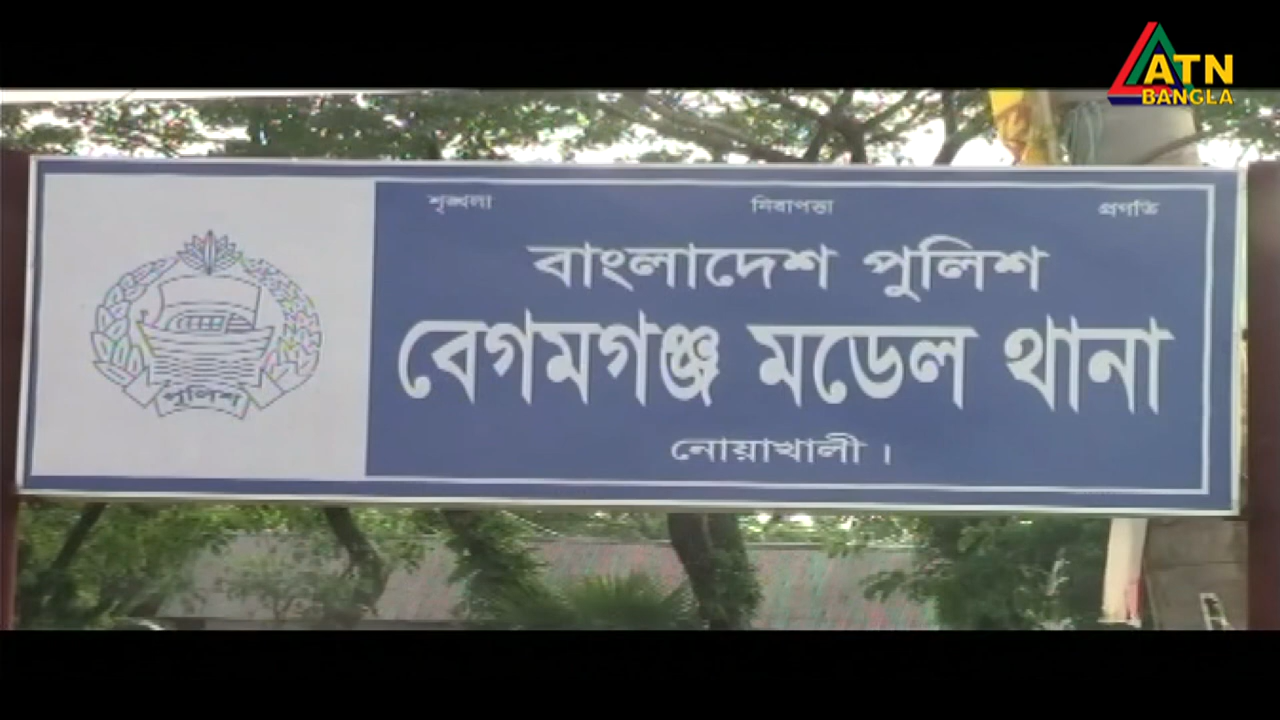 ATN
BANGLA
শৃঙ্খলা নিরাপত্তা প্রগতি
বাংলাদেশ পুলিশ
বেগমগঞ্জ মডেল থানা
নোয়াখালী।
পুলিশ